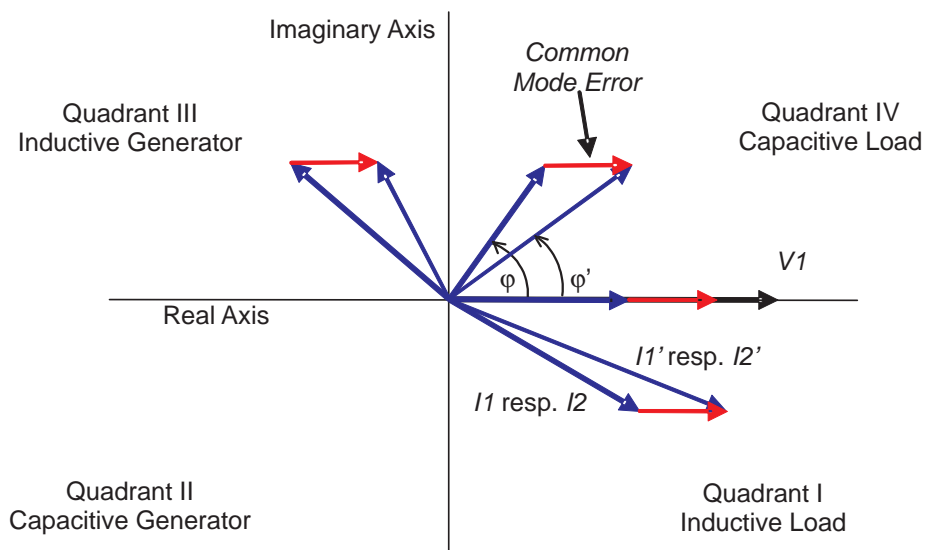 Imaginary Axis
Common
Mode Error
Quadrant III
Inductive Generator
Quadrant IV
Capacitive Load
φ
φ'
V1
Real Axis
I1' resp. I2'
I1 resp. I2
Quadrant II
Capacitive Generator
Quadrant I
Inductive Load